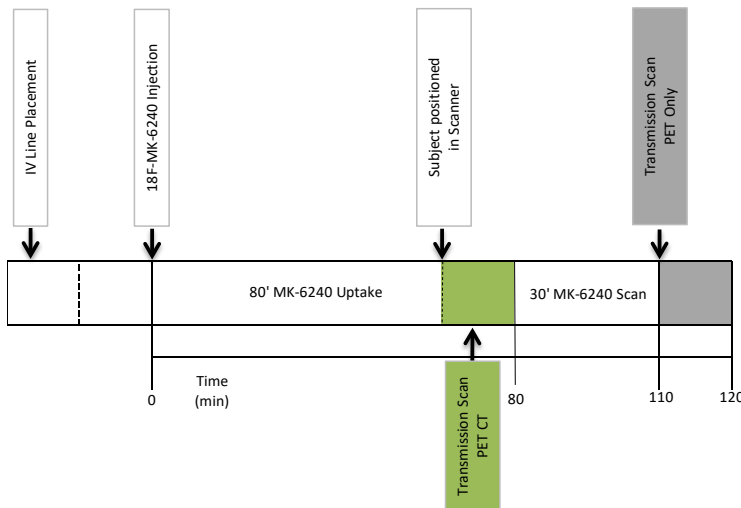 IV Line Placement
18F-MK-6240 Injection
Subject positioned
in Scanner
Transmission Scan
PET Only
80' MK-6240 Uptake
30' MK-6240 Scan
Time
(min)
0
80
110
120
Transmission Scan
PET CT